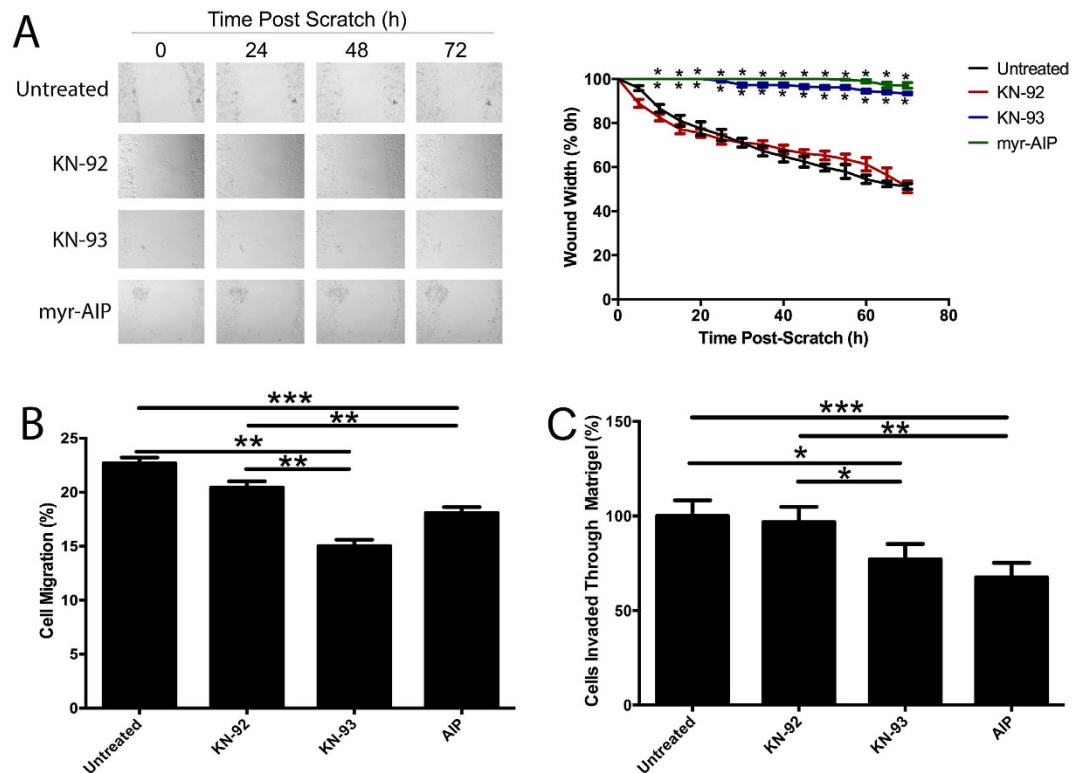 A
Time Post Scratch (h)
0 24 48 72
Untreated
KN-92
KN-93
myr-AIP
Wound Width (% 0h)
100
80
60
40
20
0
* * * * * * * * * * * * *
* * * * * * * * * * * * *
0 20 40 60 80
Time Post-Scratch (h)
Untreated
KN-92
KN-93
myr-AIP
B
Cell Migration (%)
25
20
15
10
5
0
***
**
**
**
Untreated KN-92 KN-93 AIP
C
Cells Invaded Through Matrigel (%)
150
100
50
0
***
**
*
*
Untreated KN-92 KN-93 AIP